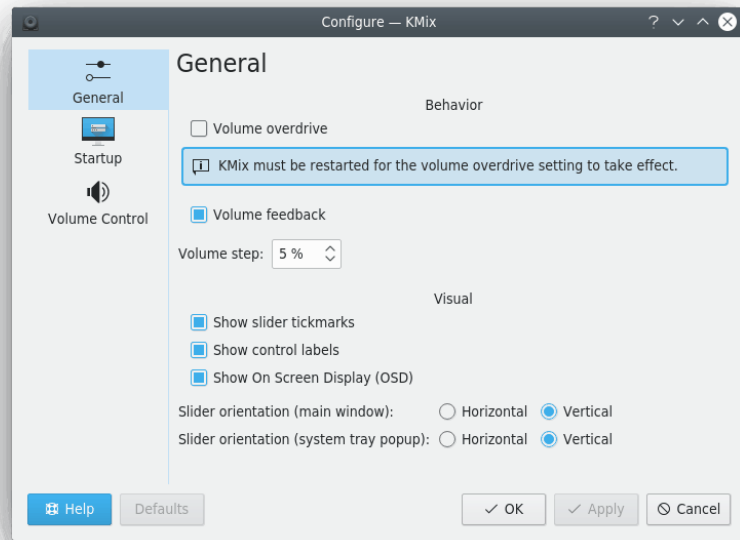 Configure — KMix
General
Startup
Volume Control
General
Behavior
Volume overdrive
KMix must be restarted for the volume overdrive setting to take effect.
Volume feedback
Volume step: 5 %
Visual
Show slider tickmarks
Show control labels
Show On Screen Display (OSD)
Slider orientation (main window): Horizontal Vertical
Slider orientation (system tray popup): Horizontal Vertical
Help Defaults OK Apply Cancel